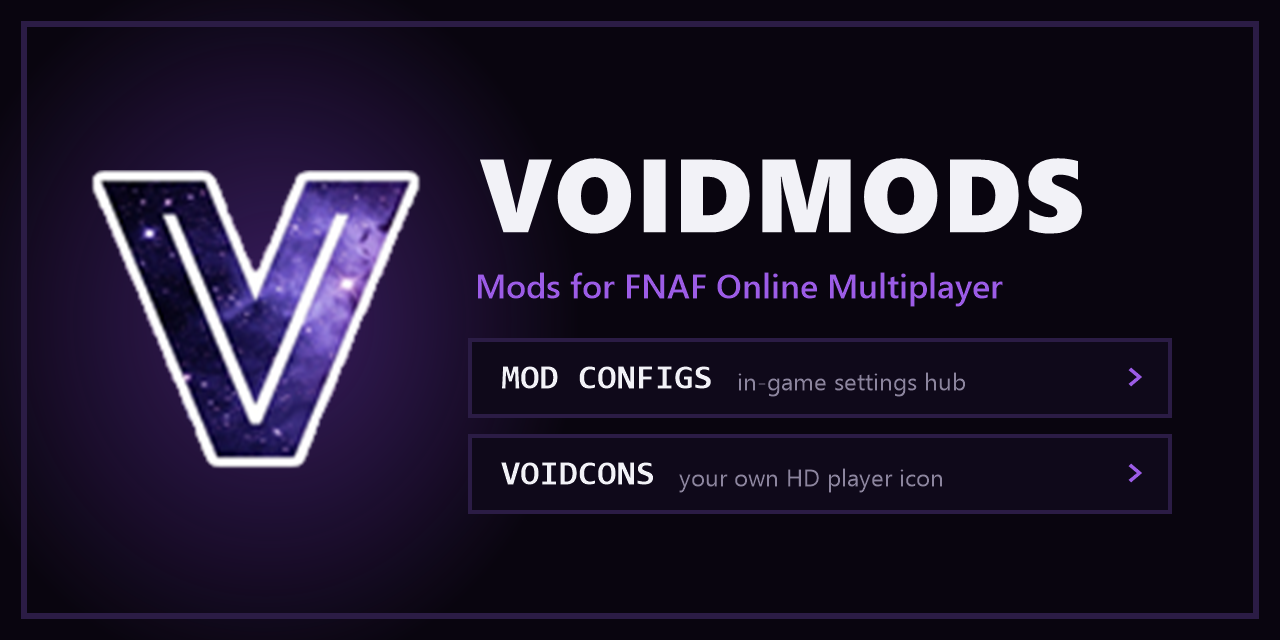 V
VOIDMODS
Mods for FNAF Online Multiplayer
MOD CONFIGS in-game settings hub >
VOIDCONS your own HD player icon >